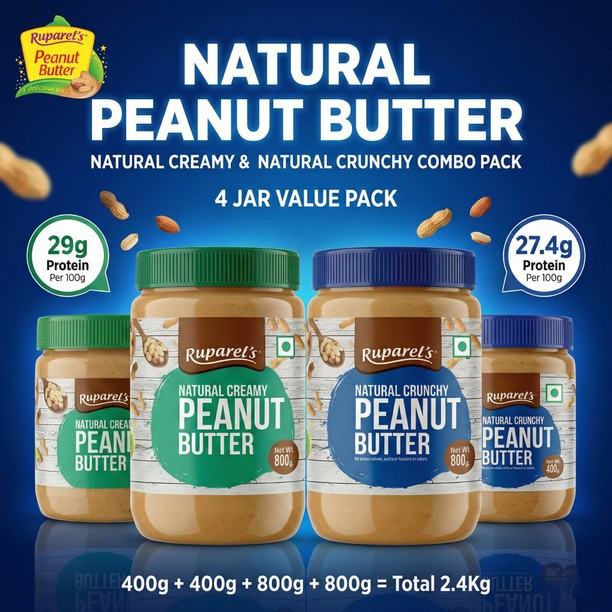 Ruparel's
Peanut
Butter
NATURAL
PEANUT BUTTER
NATURAL CREAMY & NATURAL CRUNCHY COMBO PACK
4 JAR VALUE PACK
29g
Protein
Per 100g
27.4g
Protein
Per 100g
Ruparel's
NATURAL CREAMY
PEANUT
BUTTER
Net Wt.
800g
Ruparel's
NATURAL CRUNCHY
PEANUT
BUTTER
Net Wt.
800g
Ruparel's
NATURAL CREA
PEAN
BUTTER
Ruparel's
NATURAL CRUNCHY
PEANUT
BUTTER
Net Wt.
400g
400g + 400g + 800g + 800g = Total 2.4Kg